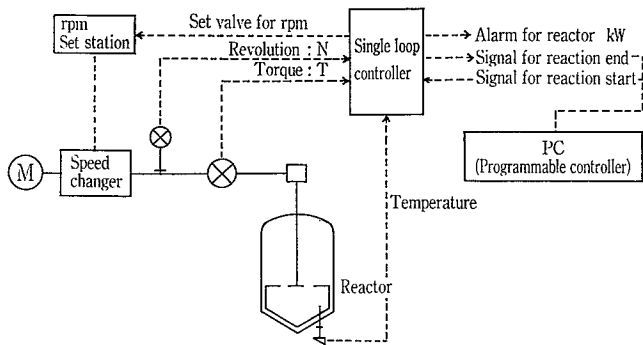 rpm
Set station
Set valve for rpm
Revolution : N
Torque : T
Single loop
controller
Alarm for reactor kW
Signal for reaction end
Signal for reaction start
PC
(Programmable controller)
M
Speed
changer
Temperature
Reactor